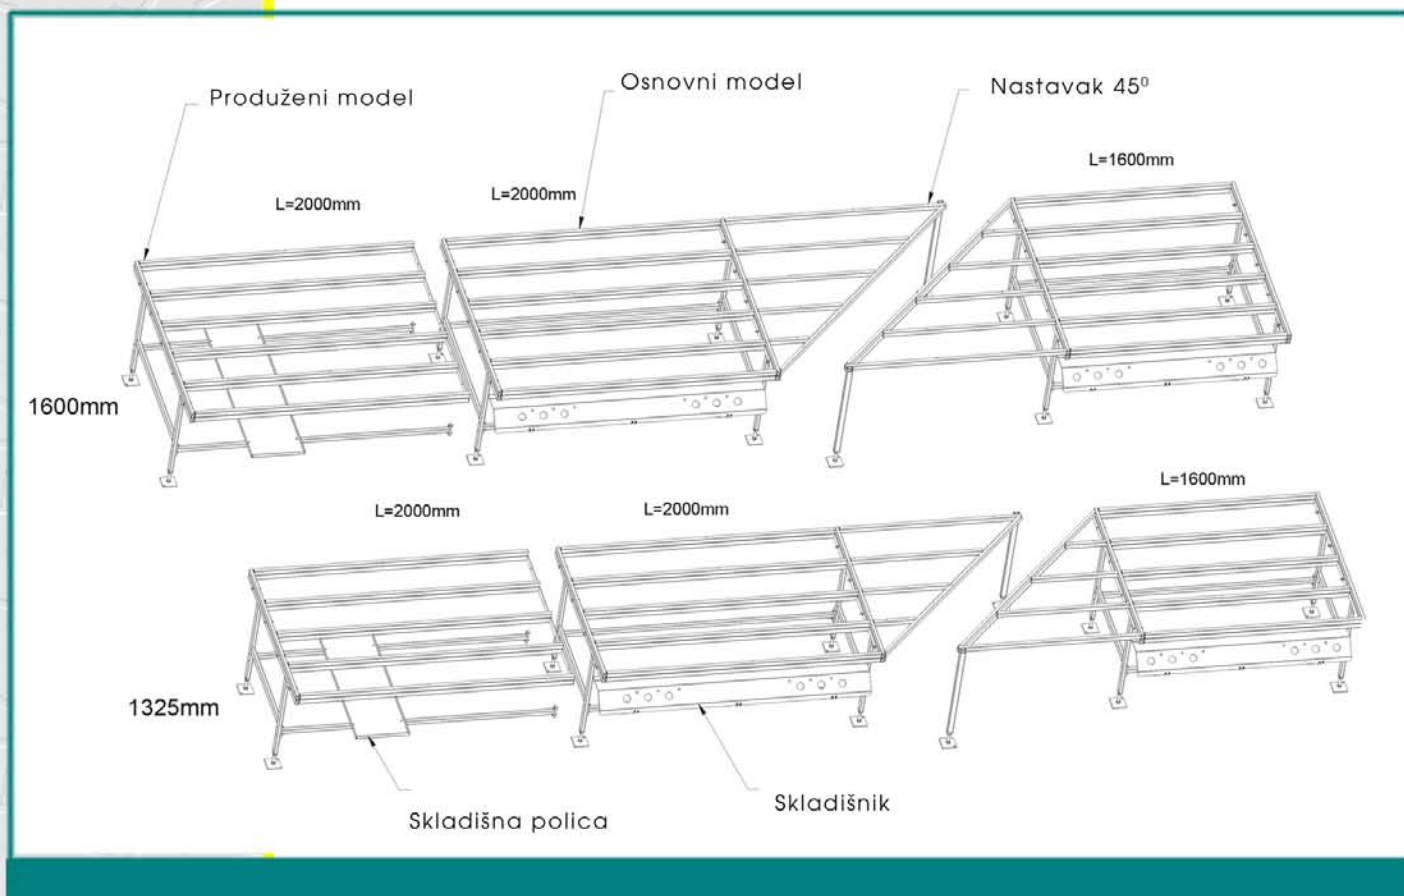 Produženi model
Osnovni model
Nastavak 45⁰
L=2000mm
L=2000mm
L=1600mm
1600mm
L=2000mm
L=2000mm
L=1600mm
1325mm
Skladišna polica
Skladišnik